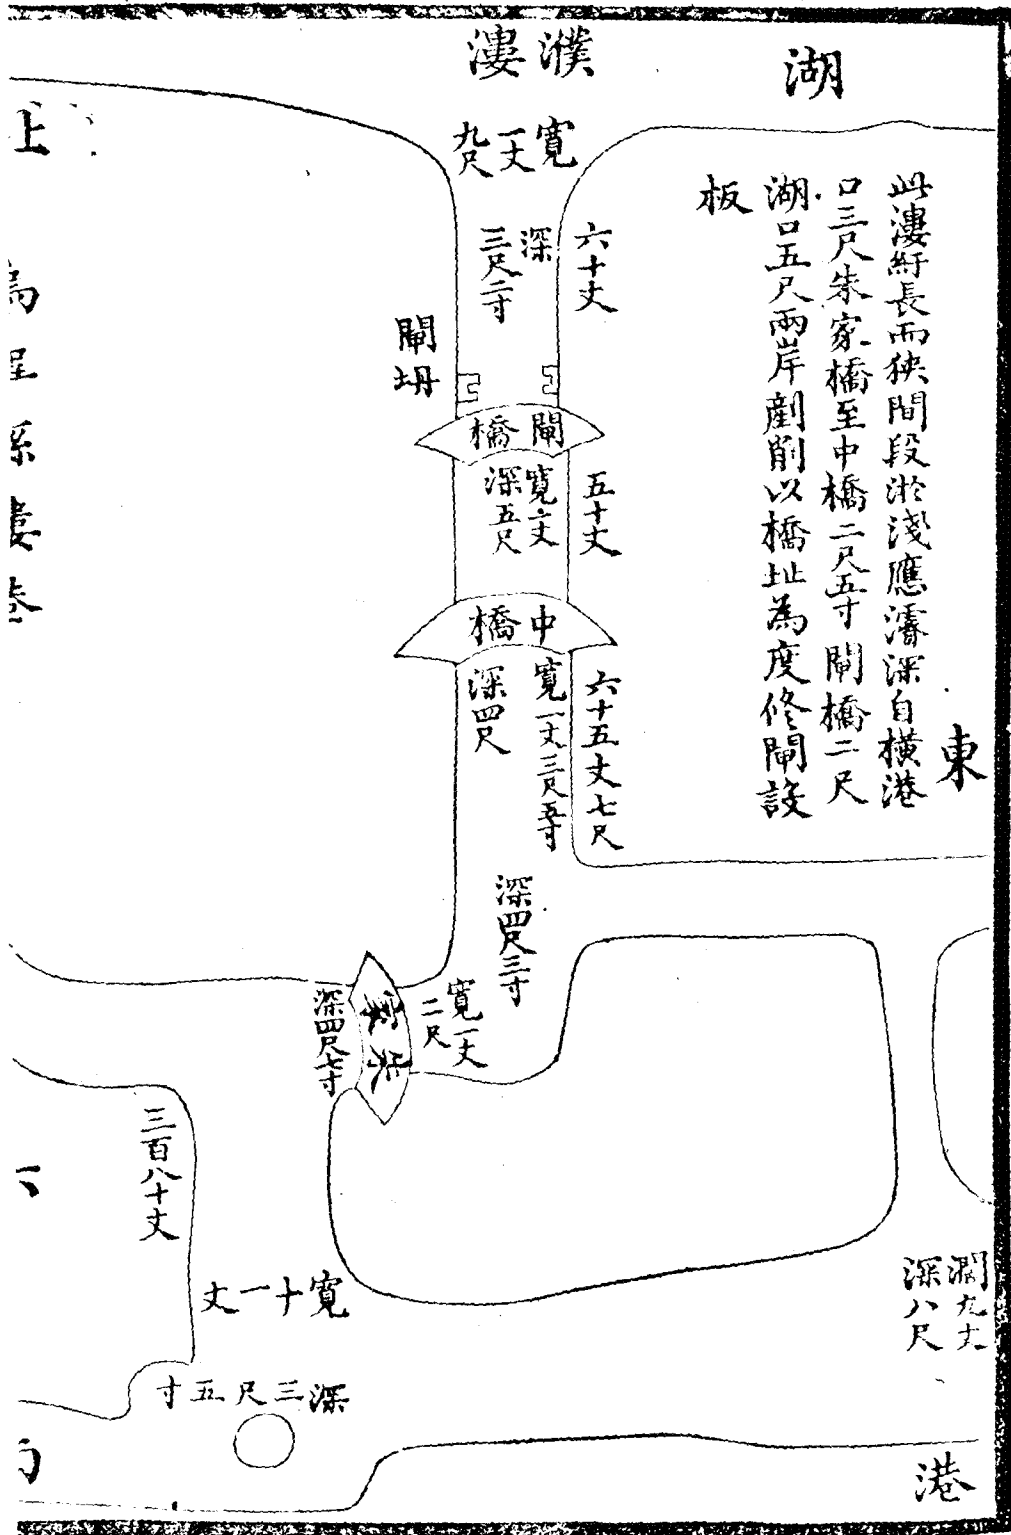 湖
濮漊
寬一丈九尺
六十丈
深三尺二寸
閘坍
閘橋
五十丈
寬二丈
深五尺
中橋
六十五丈七尺
寬一丈三尺五寸
深四尺
深四尺三寸
寬一丈二尺
深四尺七寸
東
此漊紆長而狹間段淤淺應濬深自橫港
口三尺朱家橋至中橋二尺五寸閘橋二尺
湖口五尺兩岸剷削以橋址為度修閘設
板
三百八十丈
寬十一丈
深三尺五寸
濶九丈
深八尺
港